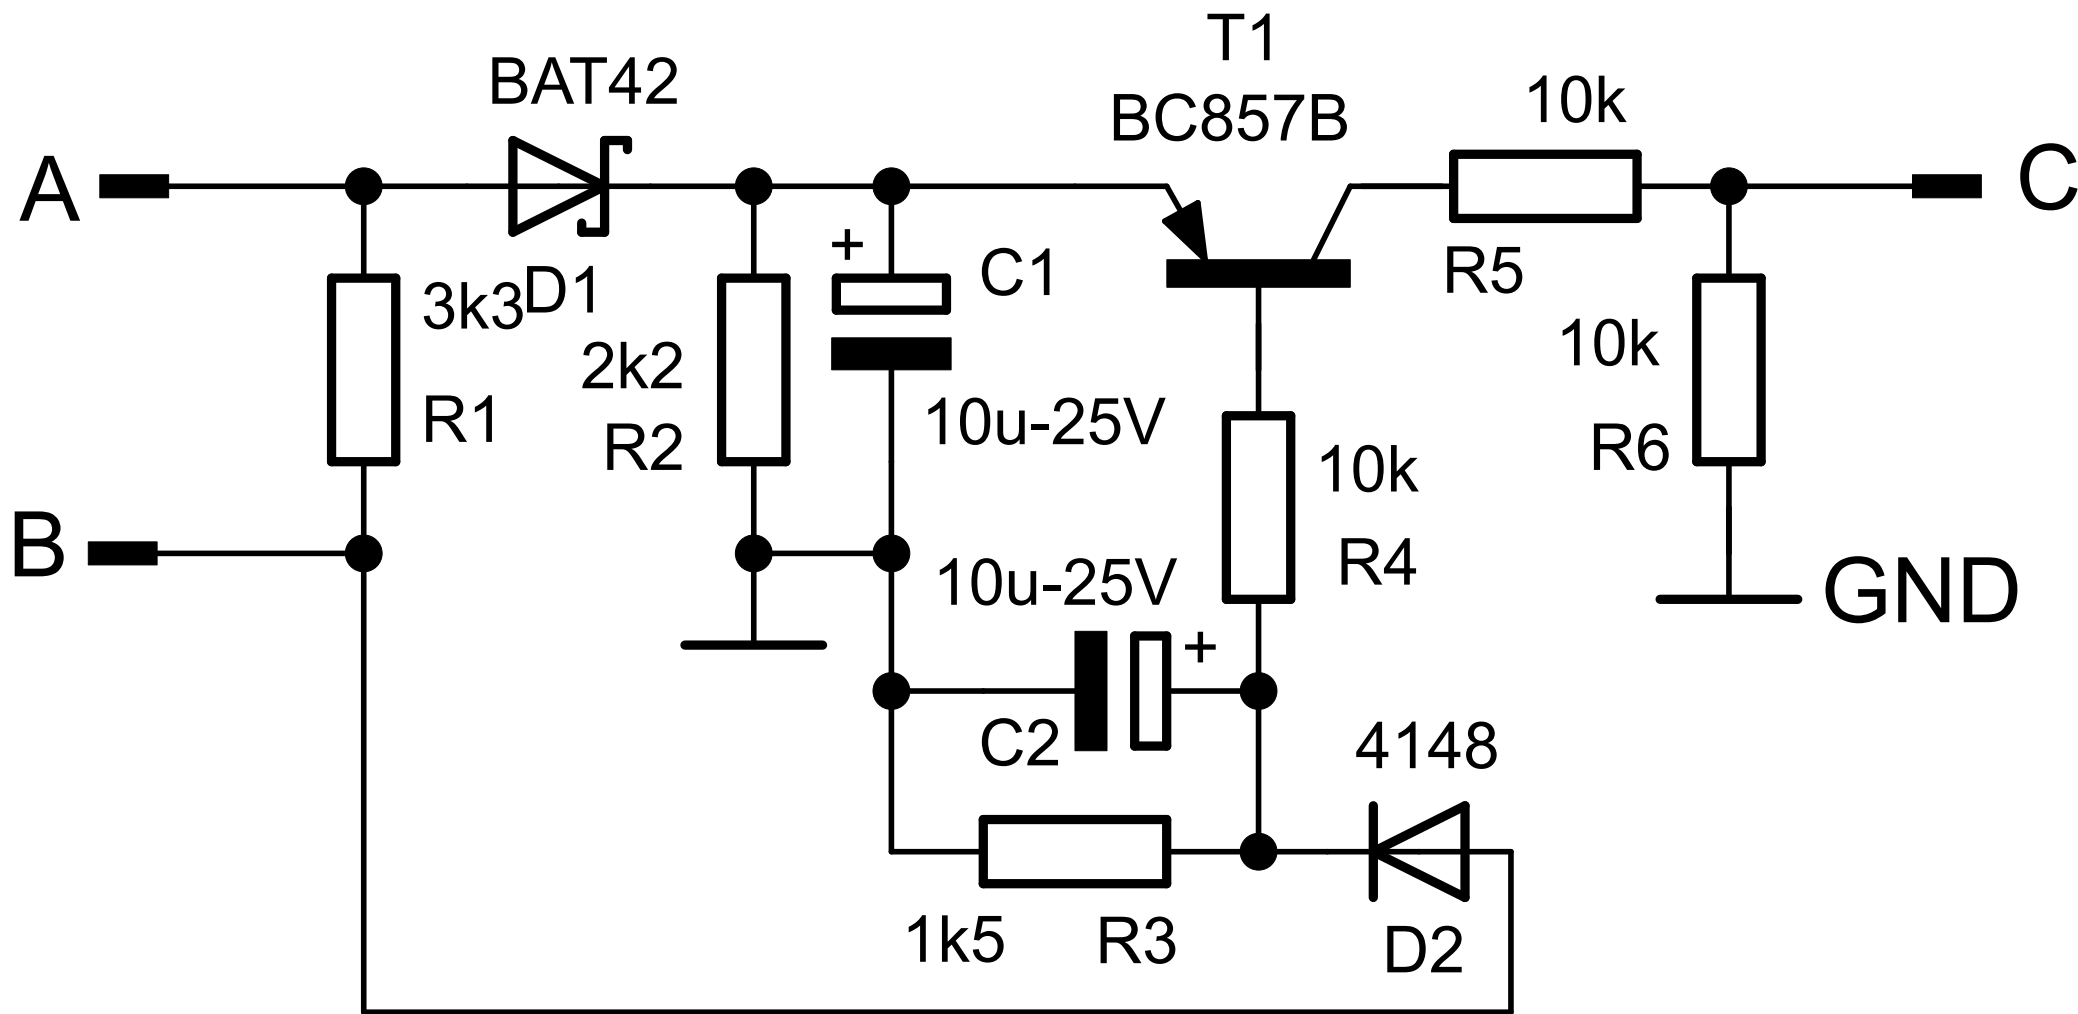 T1
BAT42
BC857B
10k
A
C
+
C1
R5
3k3
D1
2k2
10k
R1
10u-25V
R2
R6
10k
B
10u-25V
R4
GND
+
C2
4148
1k5
R3
D2